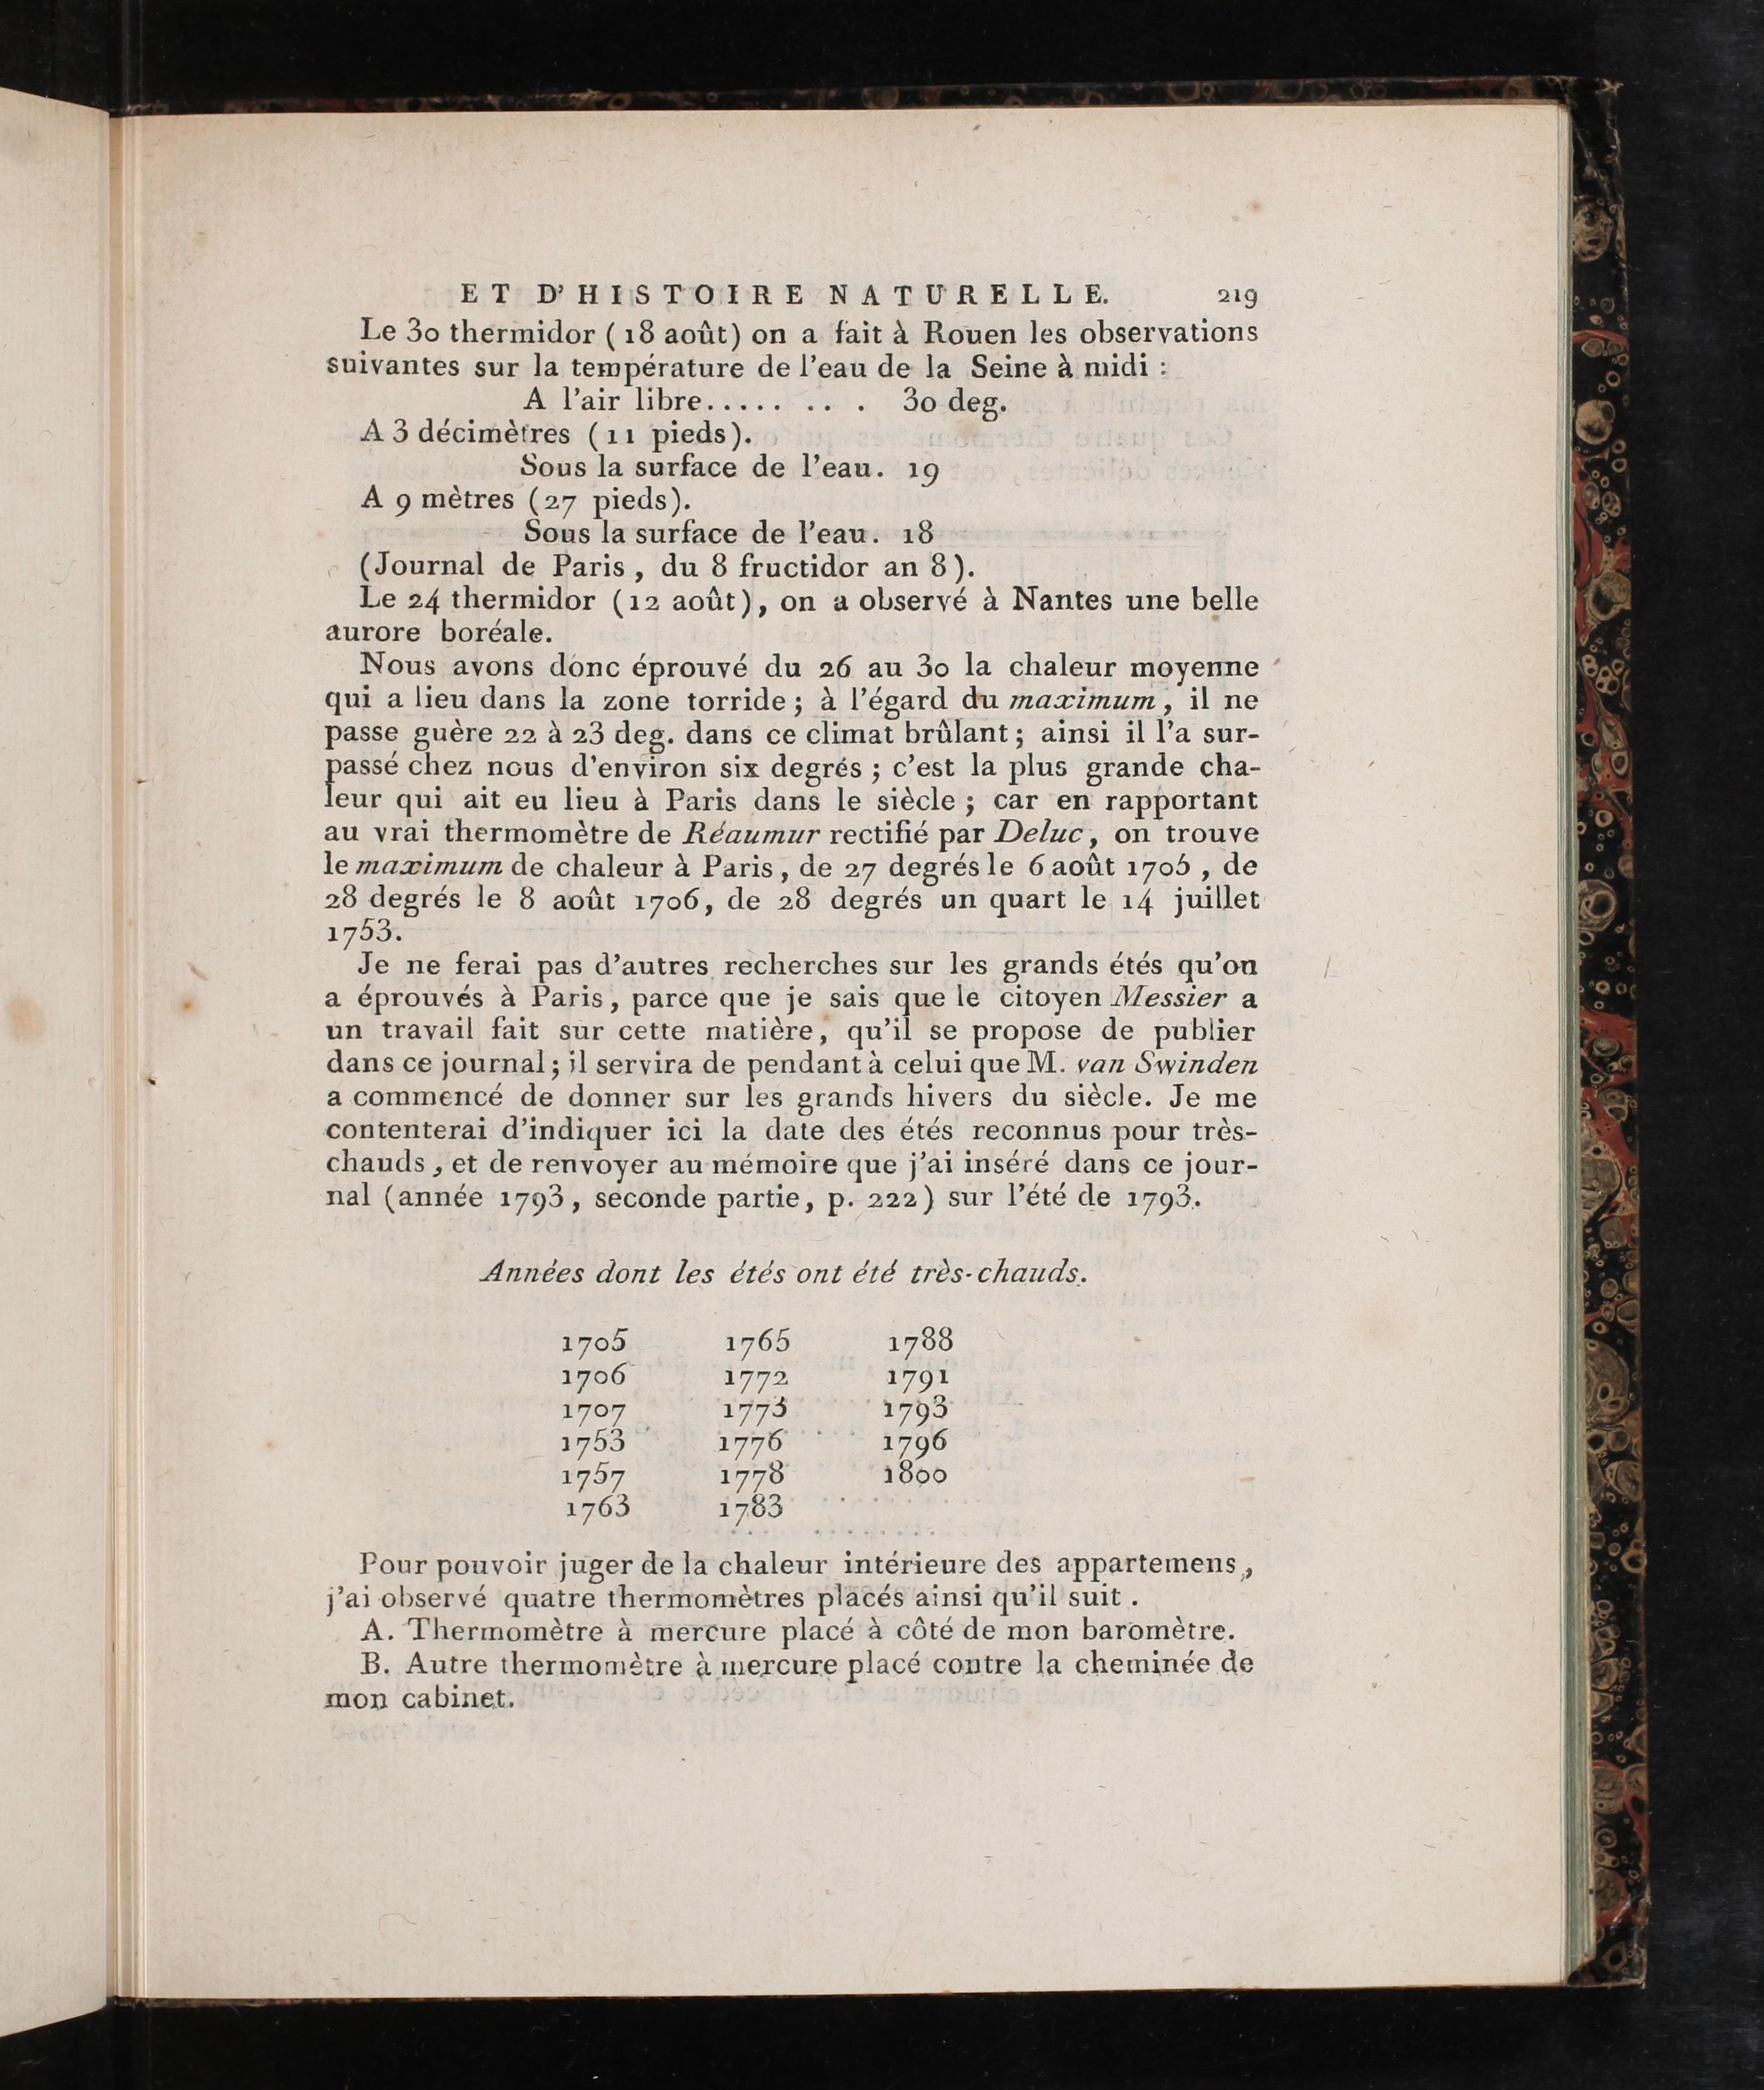 ET D'HISTOIRE NATURELLE. 219
Le 30 thermidor (18 août) on a fait à Rouen les observations
suivantes sur la température de l'eau de la Seine à midi :
A l'air libre..... .. . 30 deg.
A 3 décimètres (11 pieds).
Sous la surface de l'eau. 19
A 9 mètres (27 pieds).
Sous la surface de l'eau. 18
(Journal de Paris, du 8 fructidor an 8).
Le 24 thermidor (12 août), on a observé à Nantes une belle
aurore boréale.
Nous avons donc éprouvé du 26 au 30 la chaleur moyenne
qui a lieu dans la zone torride; à l'égard du maximum, il ne
passe guère 22 à 23 deg. dans ce climat brûlant; ainsi il l'a sur-
passé chez nous d'environ six degrés; c'est la plus grande cha-
leur qui ait eu lieu à Paris dans le siècle; car en rapportant
au vrai thermomètre de Réaumur rectifié par Deluc, on trouve
le maximum de chaleur à Paris, de 27 degrés le 6 août 1705, de
28 degrés le 8 août 1706, de 28 degrés un quart le 14 juillet
1753.
Je ne ferai pas d'autres recherches sur les grands étés qu'on
a éprouvés à Paris, parce que je sais que le citoyen Messier a
un travail fait sur cette matière, qu'il se propose de publier
dans ce journal; il servira de pendant à celui que M. van Swinden
a commencé de donner sur les grands hivers du siècle. Je me
contenterai d'indiquer ici la date des étés reconnus pour très-
chauds, et de renvoyer au mémoire que j'ai inséré dans ce jour-
nal (année 1793, seconde partie, p. 222) sur l'été de 1793.
Années dont les étés ont été très-chauds.
1705 1765 1788
1706 1772 1791
1707 1773 1793
1753 1776 1796
1757 1778 1800
1763 1783
Pour pouvoir juger de la chaleur intérieure des appartemens,
j'ai observé quatre thermomètres placés ainsi qu'il suit.
A. Thermomètre à mercure placé à côté de mon baromètre.
B. Autre thermomètre à mercure placé contre la cheminée de
mon cabinet.